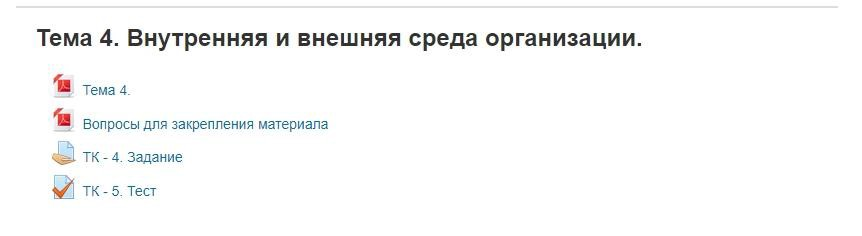 Тема 4. Внутренняя и внешняя среда организации.
Тема 4.
Вопросы для закрепления материала
ТК - 4. Задание
ТК - 5. Тест